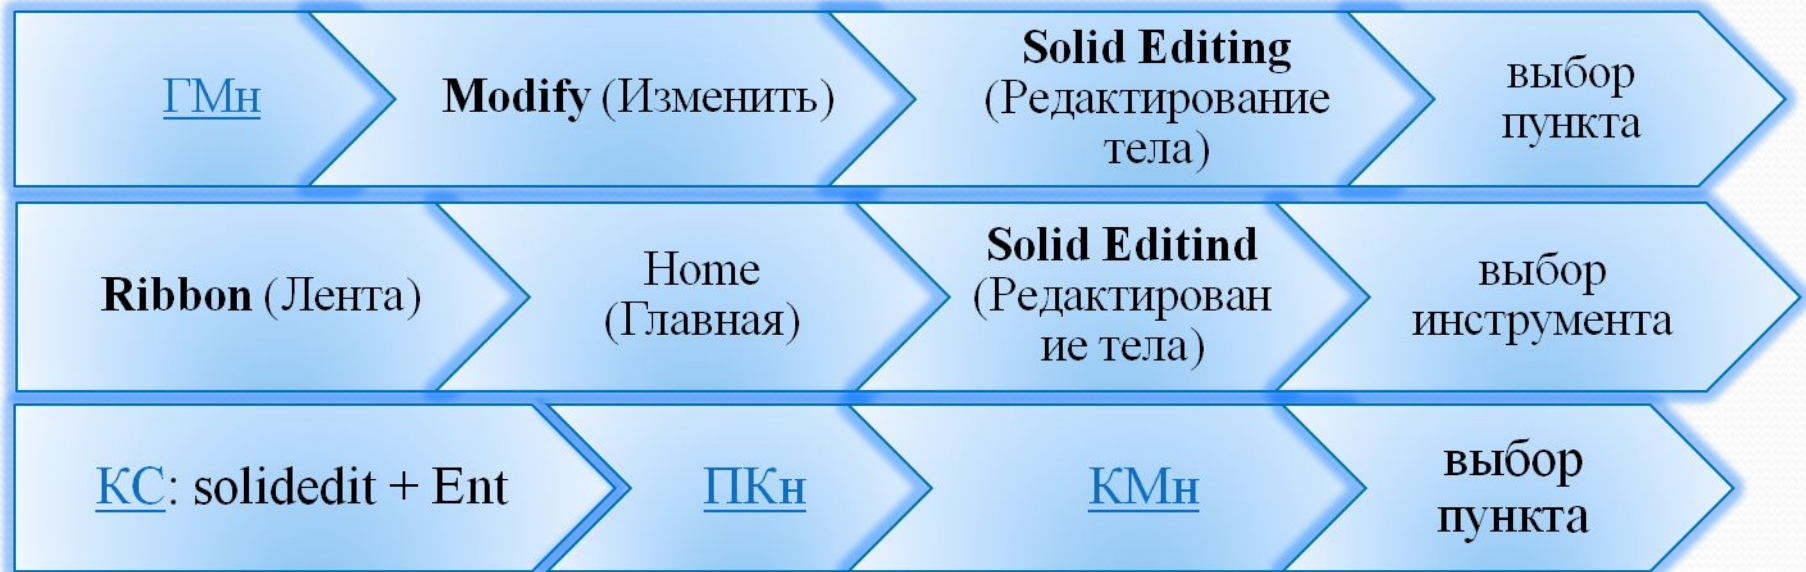 ГМн
Modify (Изменить)
Solid Editing
(Редактирование
тела)
выбор
пункта
Ribbon (Лента)
Home
(Главная)
Solid Editind
(Редактирован
ие тела)
выбор
инструмента
КС: solidedit + Ent
ПКн
КМн
выбор
пункта